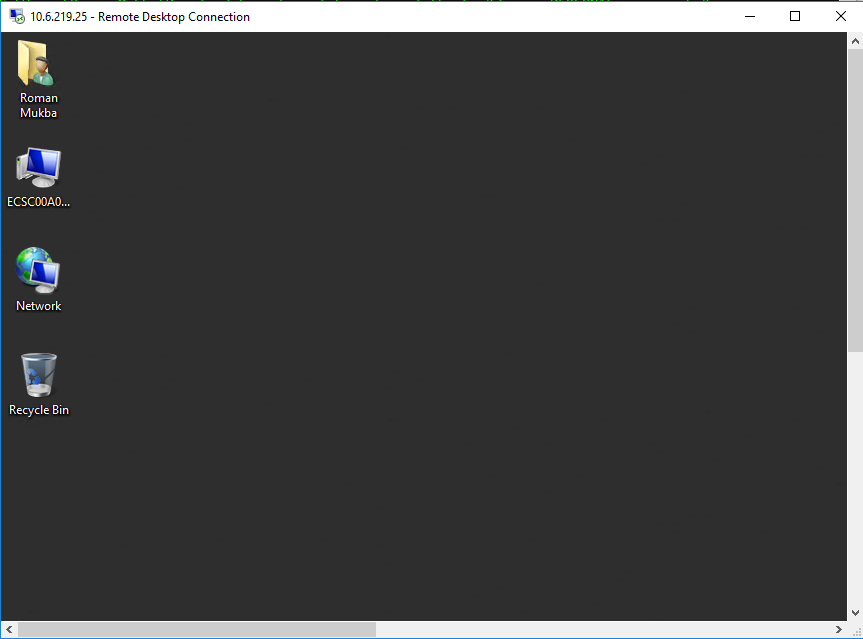 10.6.219.25 - Remote Desktop Connection
Roman
Mukba
ECSC00A0...
Network
Recycle Bin